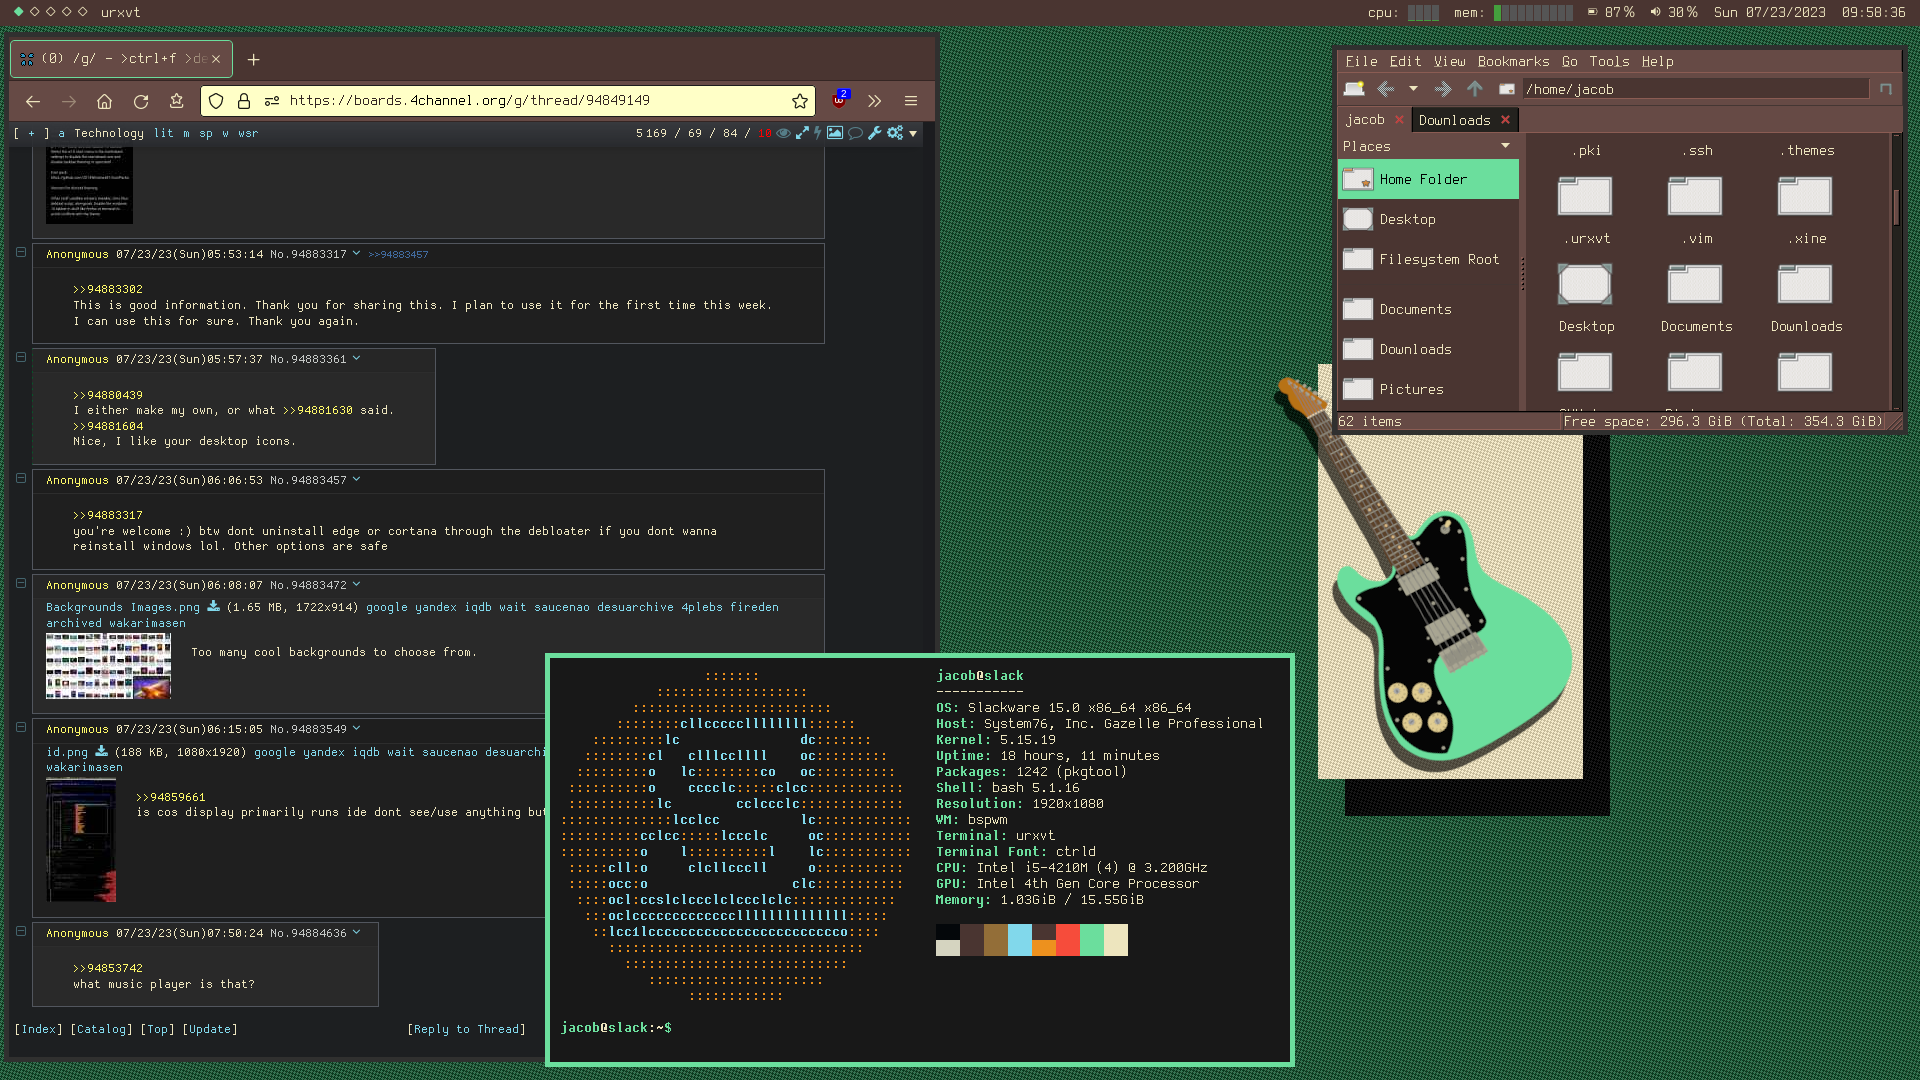 urxvt
cpu: mem: 87% 30% Sun 07/23/2023 09:58:36
(0) /g/ - >ctrl+f >de
https://boards.4channel.org/g/thread/94849149
2
[ + ] a Technology lit m sp w wsr
5 169 / 69 / 84 / 10
Anonymous 07/23/23(Sun)05:53:14 No.94883317 >>94883457
>>94883302
This is good information. Thank you for sharing this. I plan to use it for the first time this week.
I can use this for sure. Thank you again.
Anonymous 07/23/23(Sun)05:57:37 No.94883361
>>94880439
I either make my own, or what >>94881630 said.
>>94881604
Nice, I like your desktop icons.
Anonymous 07/23/23(Sun)06:06:53 No.94883457
>>94883317
you're welcome :) btw dont uninstall edge or cortana through the debloater if you dont wanna
reinstall windows lol. Other options are safe
Anonymous 07/23/23(Sun)06:08:07 No.94883472
Backgrounds Images.png (1.65 MB, 1722x914) google yandex iqdb wait saucenao desuarchive 4plebs fireden
archived wakarimasen
Too many cool backgrounds to choose from.
Anonymous 07/23/23(Sun)06:15:05 No.94883549
id.png (188 KB, 1080x1920) google yandex iqdb wait saucenao desuarchi
wakarimasen
>>94859661
is cos display primarily runs ide dont see/use anything but
Anonymous 07/23/23(Sun)07:50:24 No.94884636
>>94853742
what music player is that?
[Index] [Catalog] [Top] [Update] [Reply to Thread]
File Edit View Bookmarks Go Tools Help
/home/jacob
jacob Downloads
Places
Home Folder
Desktop
Filesystem Root
Documents
Downloads
Pictures
.pki .ssh .themes
.urxvt .vim .xine
Desktop Documents Downloads
62 items Free space: 296.3 GiB (Total: 354.3 GiB)
jacob@slack
-----------
OS: Slackware 15.0 x86_64 x86_64
Host: System76, Inc. Gazelle Professional
Kernel: 5.15.19
Uptime: 18 hours, 11 minutes
Packages: 1242 (pkgtool)
Shell: bash 5.1.16
Resolution: 1920x1080
WM: bspwm
Terminal: urxvt
Terminal Font: ctrld
CPU: Intel i5-4210M (4) @ 3.200GHz
GPU: Intel 4th Gen Core Processor
Memory: 1.03GiB / 15.55GiB
jacob@slack:~$